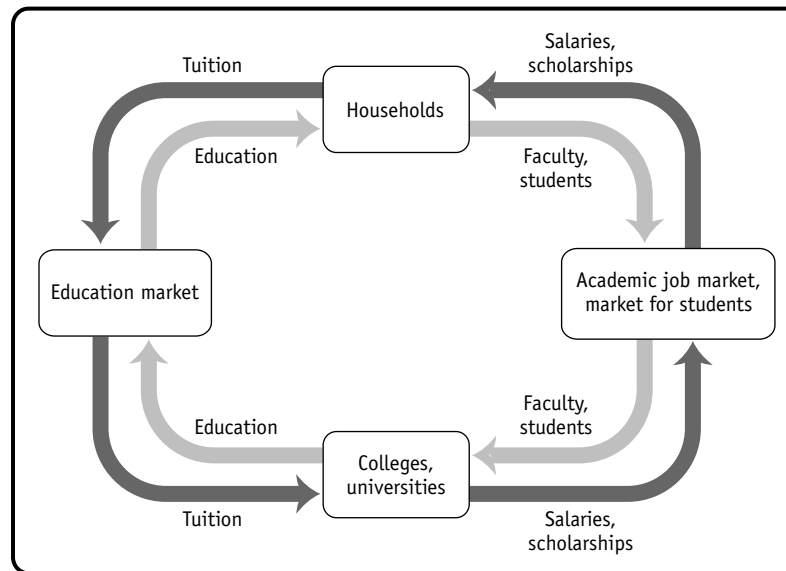 Salaries,
scholarships
Tuition
Households
Education
Faculty,
students
Education market
Academic job market,
market for students
Education
Faculty,
students
Colleges,
universities
Tuition
Salaries,
scholarships